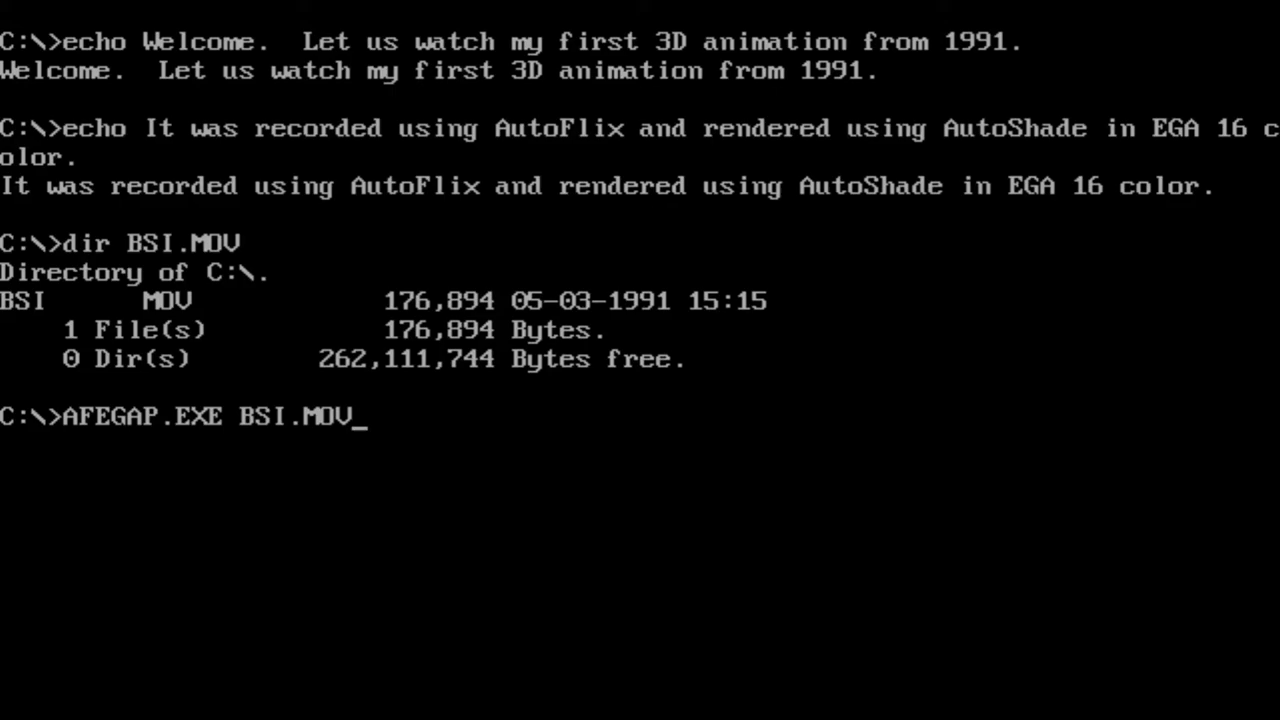 C:\>echo Welcome.  Let us watch my first 3D animation from 1991.
Welcome.  Let us watch my first 3D animation from 1991.
C:\>echo It was recorded using AutoFlix and rendered using AutoShade in EGA 16 c
olor.
It was recorded using AutoFlix and rendered using AutoShade in EGA 16 color.
C:\>dir BSI.MOV
Directory of C:\.
BSI      MOV            176,894 05-03-1991 15:15
    1 File(s)           176,894 Bytes.
    0 Dir(s)        262,111,744 Bytes free.
C:\>AFEGAP.EXE BSI.MOV_